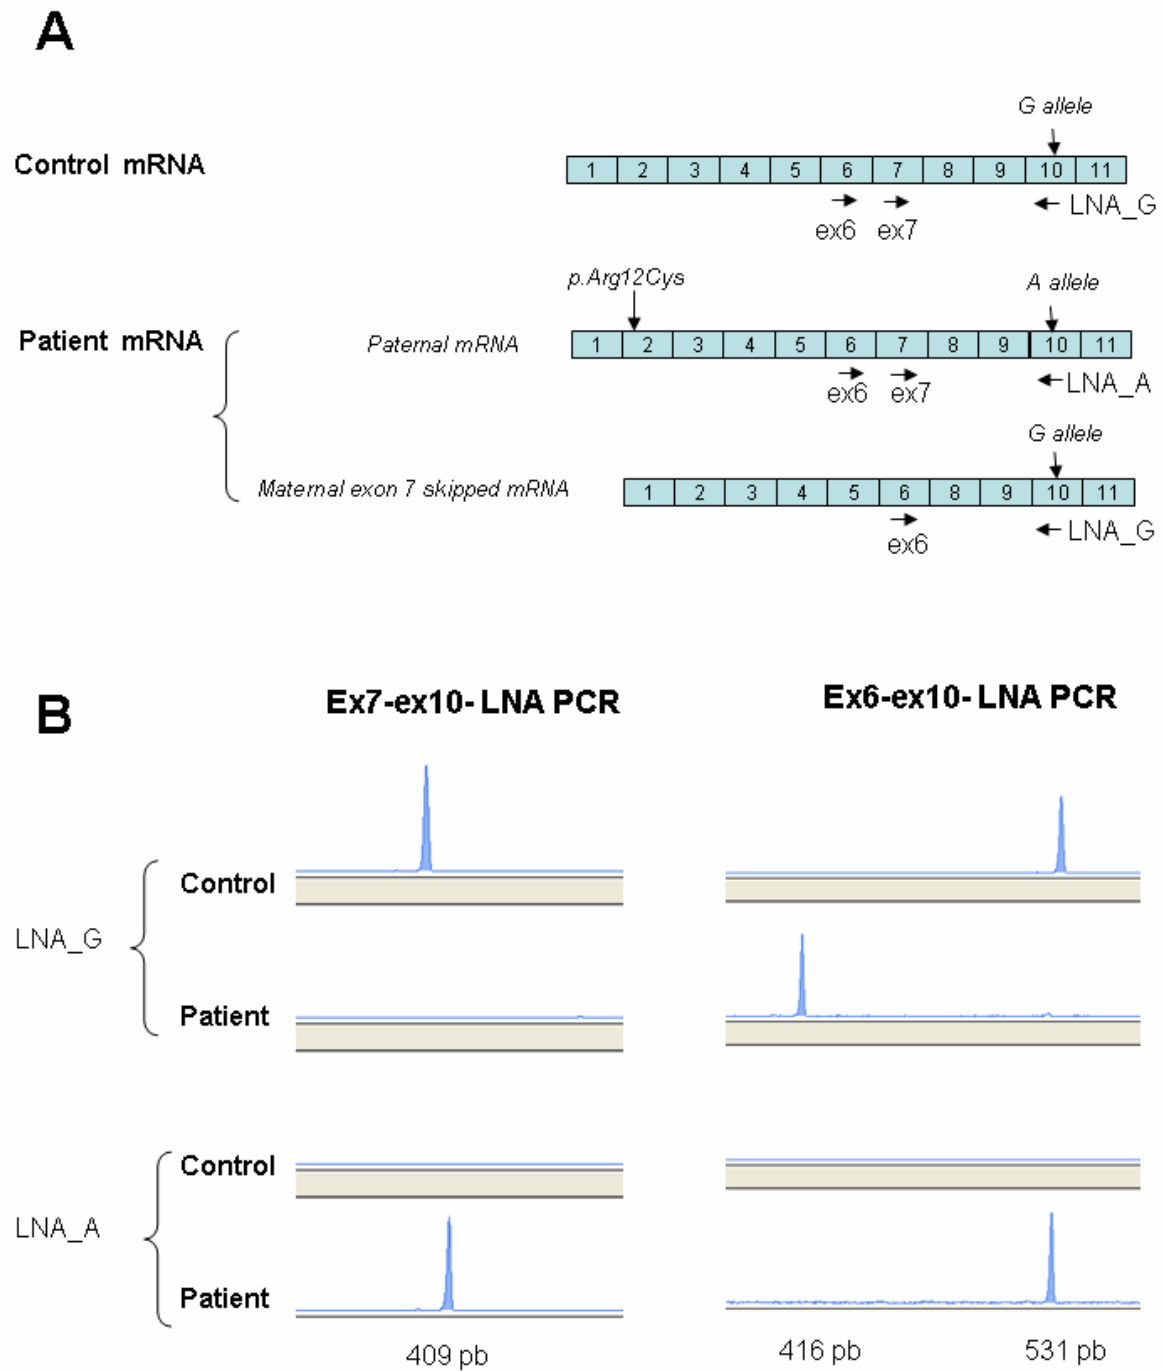 A
G allele
Control mRNA
1 2 3 4 5 6 7 8 9 10 11
LNA_G
ex6 ex7
p.Arg12Cys
A allele
Patient mRNA
Paternal mRNA
1 2 3 4 5 6 7 8 9 10 11
LNA_A
ex6 ex7
G allele
Maternal exon 7 skipped mRNA
1 2 3 4 5 6 8 9 10 11
LNA_G
ex6
B
Ex7-ex10- LNA PCR
Ex6-ex10- LNA PCR
Control
LNA_G
Patient
Control
LNA_A
Patient
409 pb
416 pb
531 pb